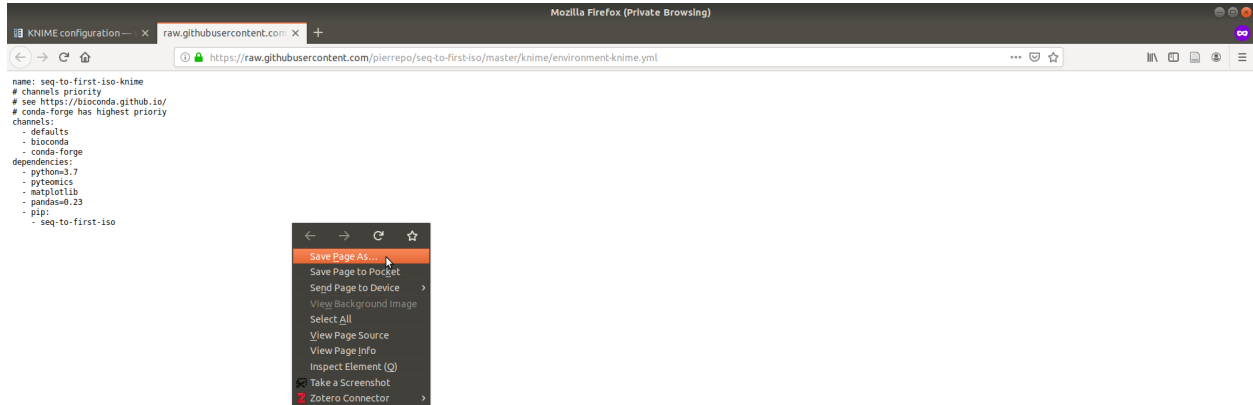 Mozilla Firefox (Private Browsing)
KNIME configuration —
raw.githubusercontent.com
https://raw.githubusercontent.com/pierrepo/seq-to-first-iso/master/knime/environment-knime.yml
name: seq-to-first-iso-knime
# channels priority
# see https://bioconda.github.io/
# conda-forge has highest prioriy
channels:
- defaults
- bioconda
- conda-forge
dependencies:
- python=3.7
- pyteomics
- matplotlib
- pandas=0.23
- pip:
- seq-to-first-iso
Save Page As...
Save Page to Pocket
Send Page to Device
View Background Image
Select All
View Page Source
View Page Info
Inspect Element (Q)
Take a Screenshot
Zotero Connector